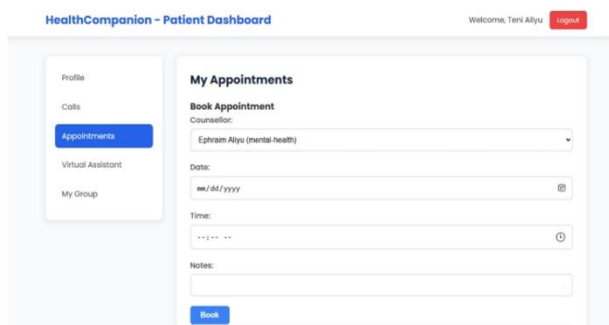 HealthCompanion - Patient Dashboard
Welcome, Teni Aliyu
Logout
Profile
Calls
Appointments
Virtual Assistant
My Group
My Appointments
Book Appointment
Counsellor:
Ephraim Aliyu (mental-health)
Date:
mm/dd/yyyy
Time:
--:-- --
Notes:
Book